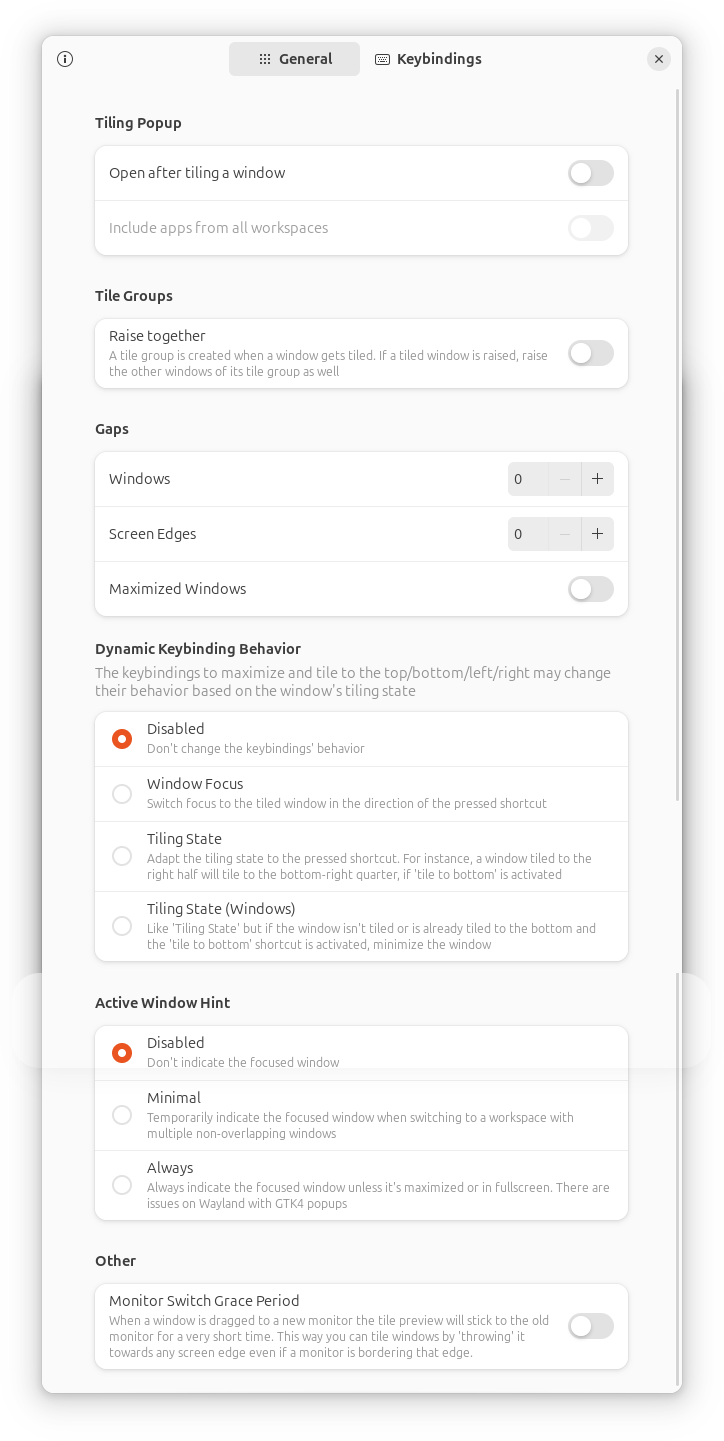 General
Keybindings
Tiling Popup
Open after tiling a window
Include apps from all workspaces
Tile Groups
Raise together
A tile group is created when a window gets tiled. If a tiled window is raised, raise
the other windows of its tile group as well
Gaps
Windows
0
Screen Edges
0
Maximized Windows
Dynamic Keybinding Behavior
The keybindings to maximize and tile to the top/bottom/left/right may change
their behavior based on the window's tiling state
Disabled
Don't change the keybindings' behavior
Window Focus
Switch focus to the tiled window in the direction of the pressed shortcut
Tiling State
Adapt the tiling state to the pressed shortcut. For instance, a window tiled to the
right half will tile to the bottom-right quarter, if 'tile to bottom' is activated
Tiling State (Windows)
Like 'Tiling State' but if the window isn't tiled or is already tiled to the bottom and
the 'tile to bottom' shortcut is activated, minimize the window
Active Window Hint
Disabled
Don't indicate the focused window
Minimal
Temporarily indicate the focused window when switching to a workspace with
multiple non-overlapping windows
Always
Always indicate the focused window unless it's maximized or in fullscreen. There are
issues on Wayland with GTK4 popups
Other
Monitor Switch Grace Period
When a window is dragged to a new monitor the tile preview will stick to the old
monitor for a very short time. This way you can tile windows by 'throwing' it
towards any screen edge even if a monitor is bordering that edge.